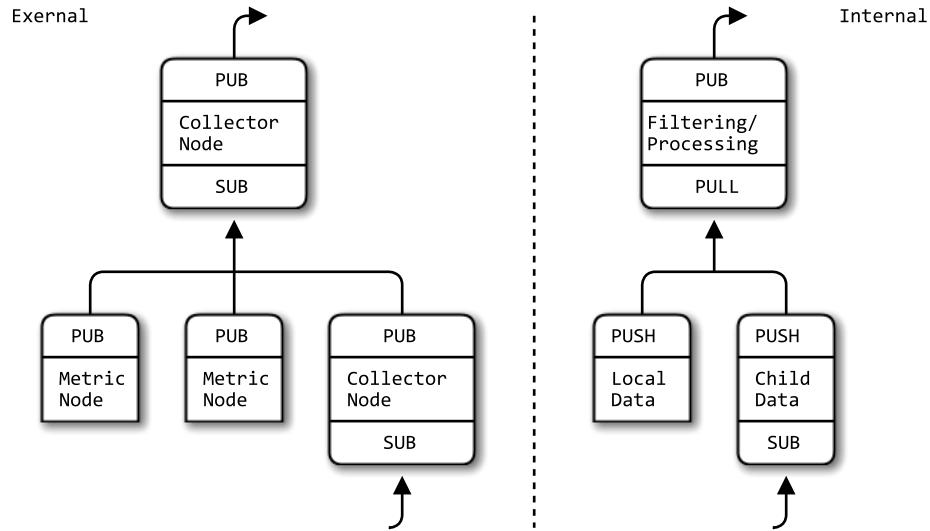 Exernal
Internal
PUB
Collector
Node
SUB
PUB
Filtering/
Processing
PULL
PUB
Metric
Node
PUB
Metric
Node
PUB
Collector
Node
SUB
PUSH
Local
Data
PUSH
Child
Data
SUB